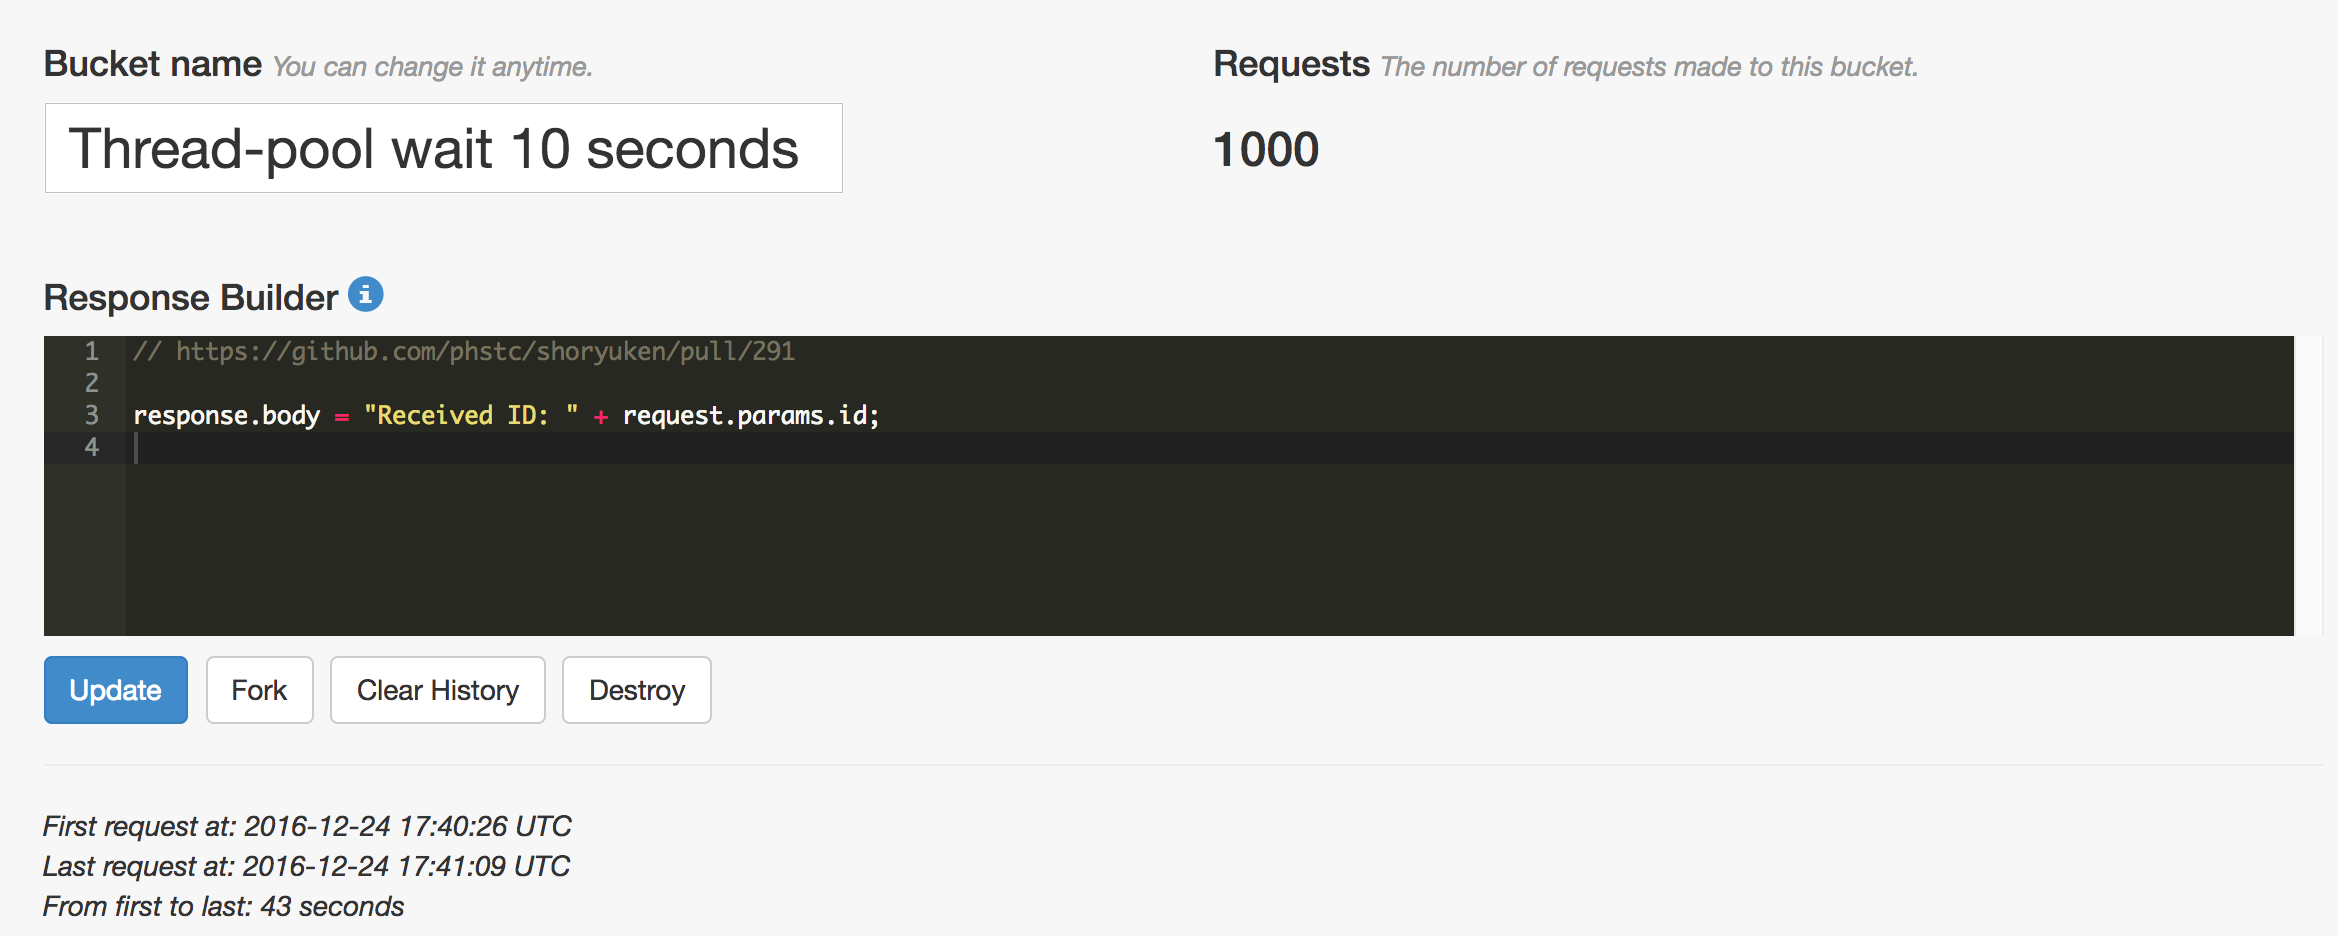 Bucket name You can change it anytime.
Requests The number of requests made to this bucket.
Thread-pool wait 10 seconds
1000
Response Builder
1 // https://github.com/phstc/shoryuken/pull/291
2
3 response.body = "Received ID: " + request.params.id;
4
Update Fork Clear History Destroy
First request at: 2016-12-24 17:40:26 UTC
Last request at: 2016-12-24 17:41:09 UTC
From first to last: 43 seconds